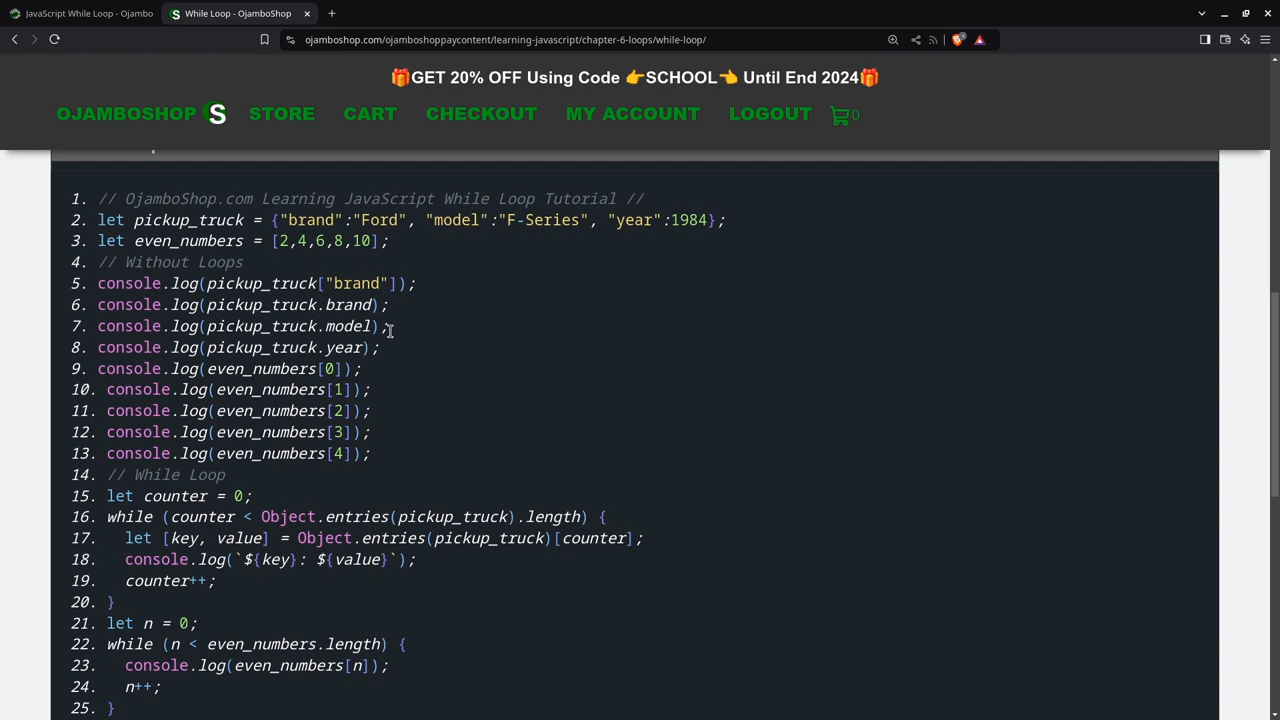 JavaScript While Loop - Ojambo
While Loop - OjamboShop
ojamboshop.com/ojamboshoppaycontent/learning-javascript/chapter-6-loops/while-loop/
🎁GET 20% OFF Using Code 👉SCHOOL👈 Until End 2024🎁
OJAMBOSHOP S STORE CART CHECKOUT MY ACCOUNT LOGOUT 0
1. // OjamboShop.com Learning JavaScript While Loop Tutorial //
2. let pickup_truck = {"brand":"Ford", "model":"F-Series", "year":1984};
3. let even_numbers = [2,4,6,8,10];
4. // Without Loops
5. console.log(pickup_truck["brand"]);
6. console.log(pickup_truck.brand);
7. console.log(pickup_truck.model);
8. console.log(pickup_truck.year);
9. console.log(even_numbers[0]);
10. console.log(even_numbers[1]);
11. console.log(even_numbers[2]);
12. console.log(even_numbers[3]);
13. console.log(even_numbers[4]);
14. // While Loop
15. let counter = 0;
16. while (counter < Object.entries(pickup_truck).length) {
17.   let [key, value] = Object.entries(pickup_truck)[counter];
18.   console.log(`${key}: ${value}`);
19.   counter++;
20. }
21. let n = 0;
22. while (n < even_numbers.length) {
23.   console.log(even_numbers[n]);
24.   n++;
25. }